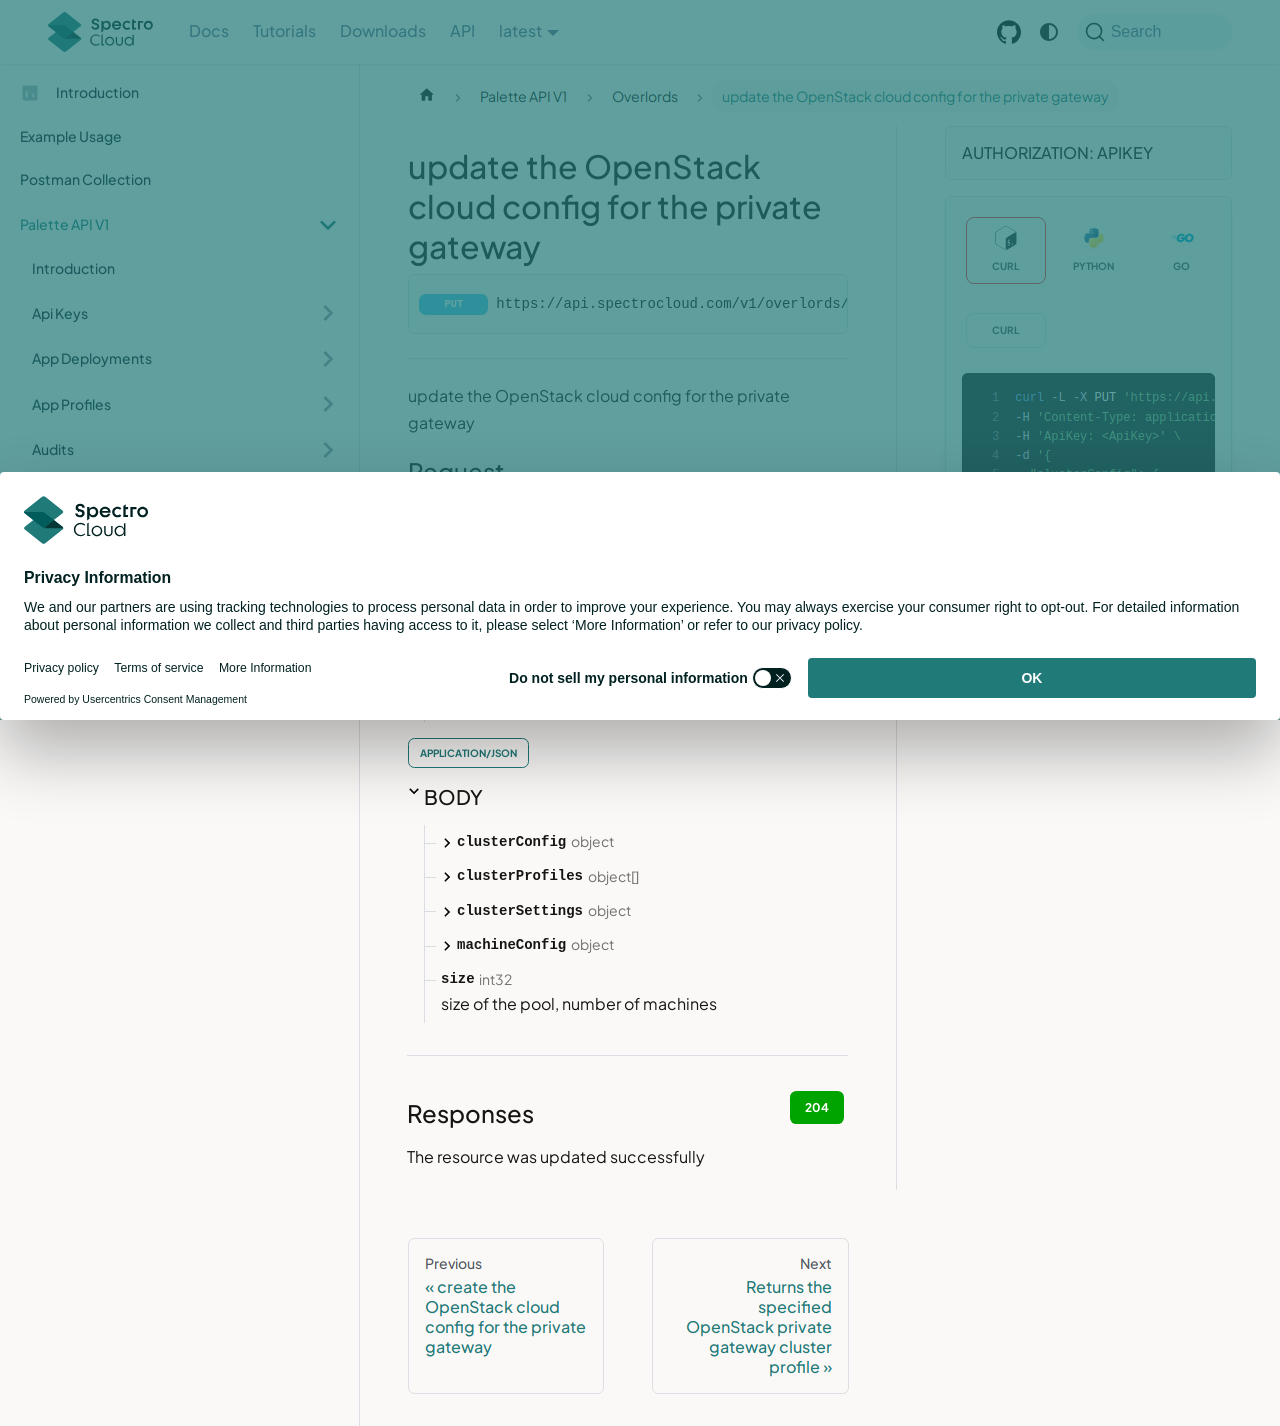 Spectro Cloud
Docs
Tutorials
Downloads
API
latest
Search
Introduction
Example Usage
Postman Collection
Palette API V1
Introduction
Api Keys
App Deployments
App Profiles
Audits
Palette API V1
Overlords
update the OpenStack cloud config for the private gateway
update the OpenStack
cloud config for the private
gateway
PUT https://api.spectrocloud.com/v1/overlords/
update the OpenStack cloud config for the private
gateway
Request
AUTHORIZATION: APIKEY
CURL
PYTHON
GO
CURL
1 curl -L -X PUT 'https://api.
2 -H 'Content-Type: applicatio
3 -H 'ApiKey: <ApiKey>' \
4 -d '{
Spectro
Cloud
Privacy Information
We and our partners are using tracking technologies to process personal data in order to improve your experience. You may always exercise your consumer right to opt-out. For detailed information
about personal information we collect and third parties having access to it, please select ‘More Information’ or refer to our privacy policy.
Privacy policy
Terms of service
More Information
Powered by Usercentrics Consent Management
Do not sell my personal information
OK
APPLICATION/JSON
BODY
clusterConfig object
clusterProfiles object[]
clusterSettings object
machineConfig object
size int32
size of the pool, number of machines
Responses
204
The resource was updated successfully
Previous
« create the
OpenStack cloud
config for the private
gateway
Next
Returns the
specified
OpenStack private
gateway cluster
profile »